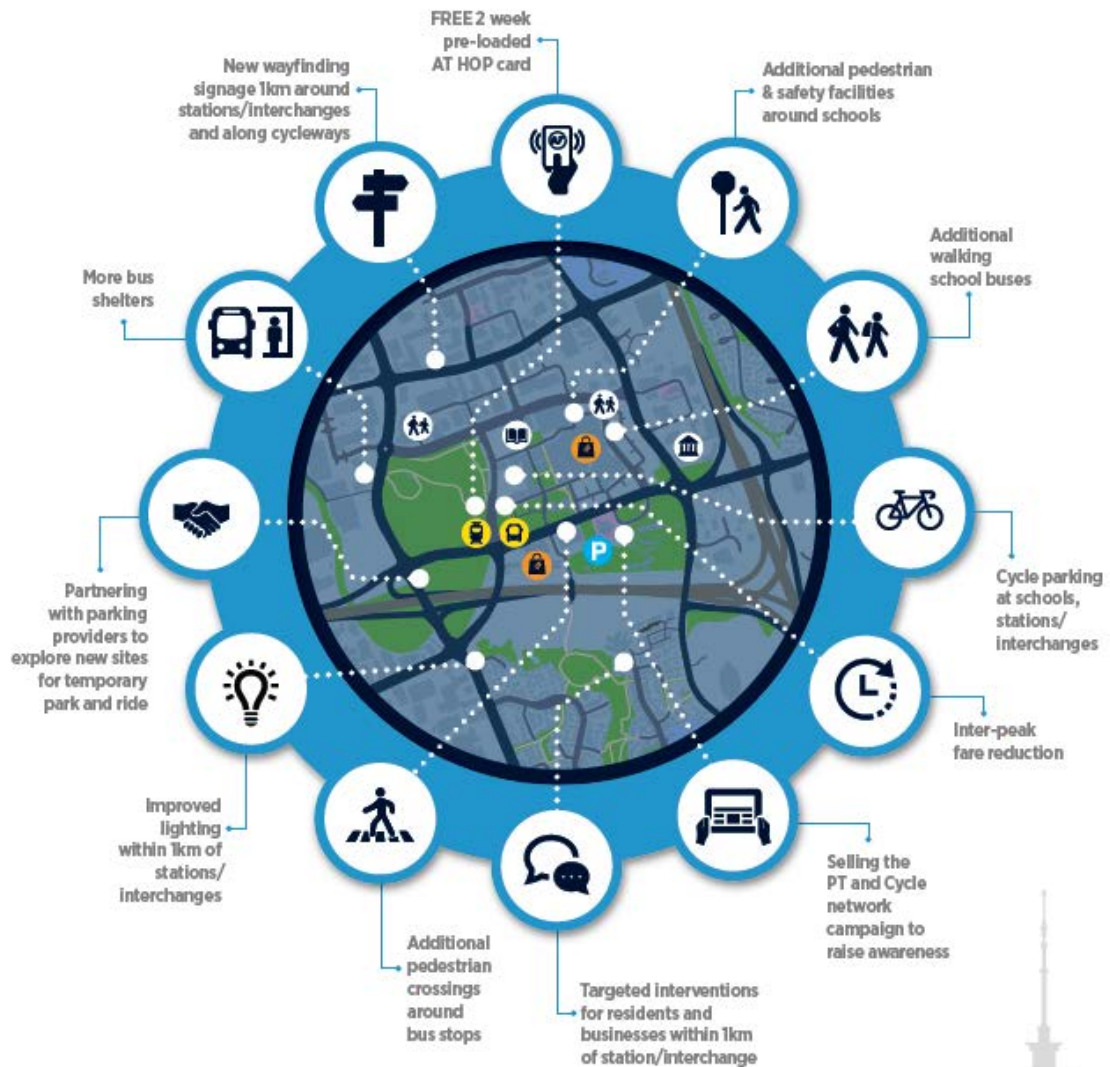 FREE 2 week
pre-loaded
AT HOP card
Additional pedestrian
& safety facilities
around schools
Additional
walking
school buses
Cycle parking
at schools,
stations/
interchanges
Inter-peak
fare reduction
Selling the
PT and Cycle
network
campaign to
raise awareness
Targeted interventions
for residents and
businesses within 1km
of station/interchange
Additional
pedestrian
crossings
around
bus stops
Improved
lighting
within 1km of
stations/
interchanges
Partnering
with parking
providers to
explore new sites
for temporary
park and ride
More bus
shelters
New wayfinding
signage 1km around
stations/interchanges
and along cycleways
P